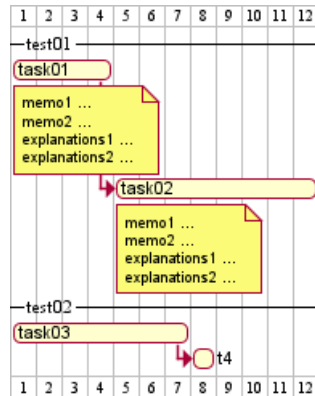 1 2 3 4 5 6 7 8 9 10 11 12
test01
task01
memo1 ...
memo2 ...
explanations1 ...
explanations2 ...
task02
memo1 ...
memo2 ...
explanations1 ...
explanations2 ...
test02
task03
t4
1 2 3 4 5 6 7 8 9 10 11 12